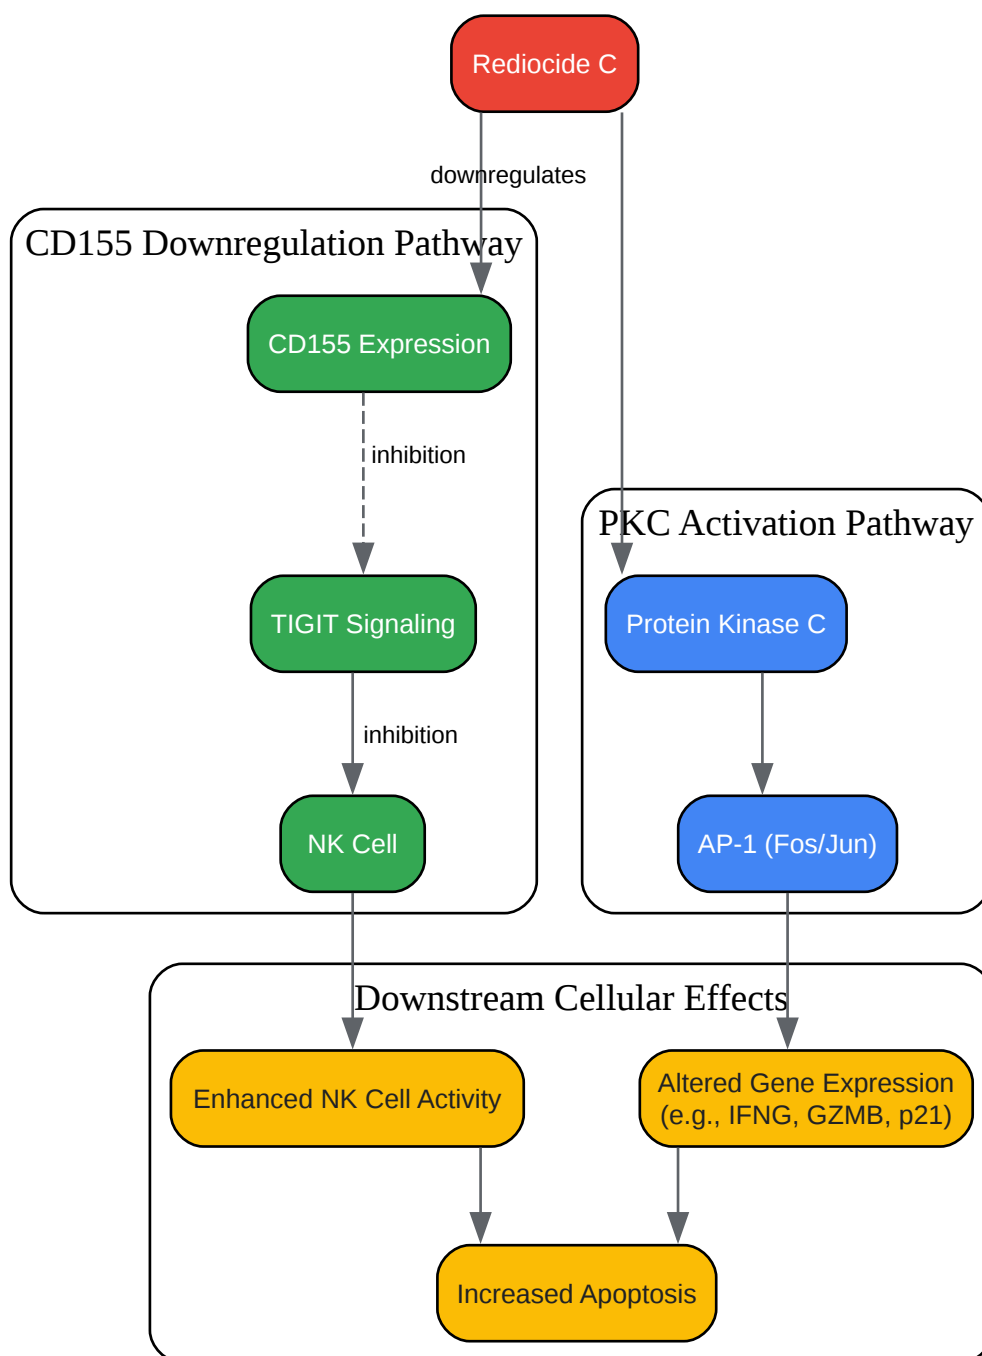 Rediocide C
downregulates
CD155 Downregulation Pathway
CD155 Expression
inhibition
PKC Activation Pathway
TIGIT Signaling
Protein Kinase C
inhibition
NK Cell
AP-1 (Fos/Jun)
Downstream Cellular Effects
Enhanced NK Cell Activity
Altered Gene Expression
(e.g., IFNG, GZMB, p21)
Increased Apoptosis